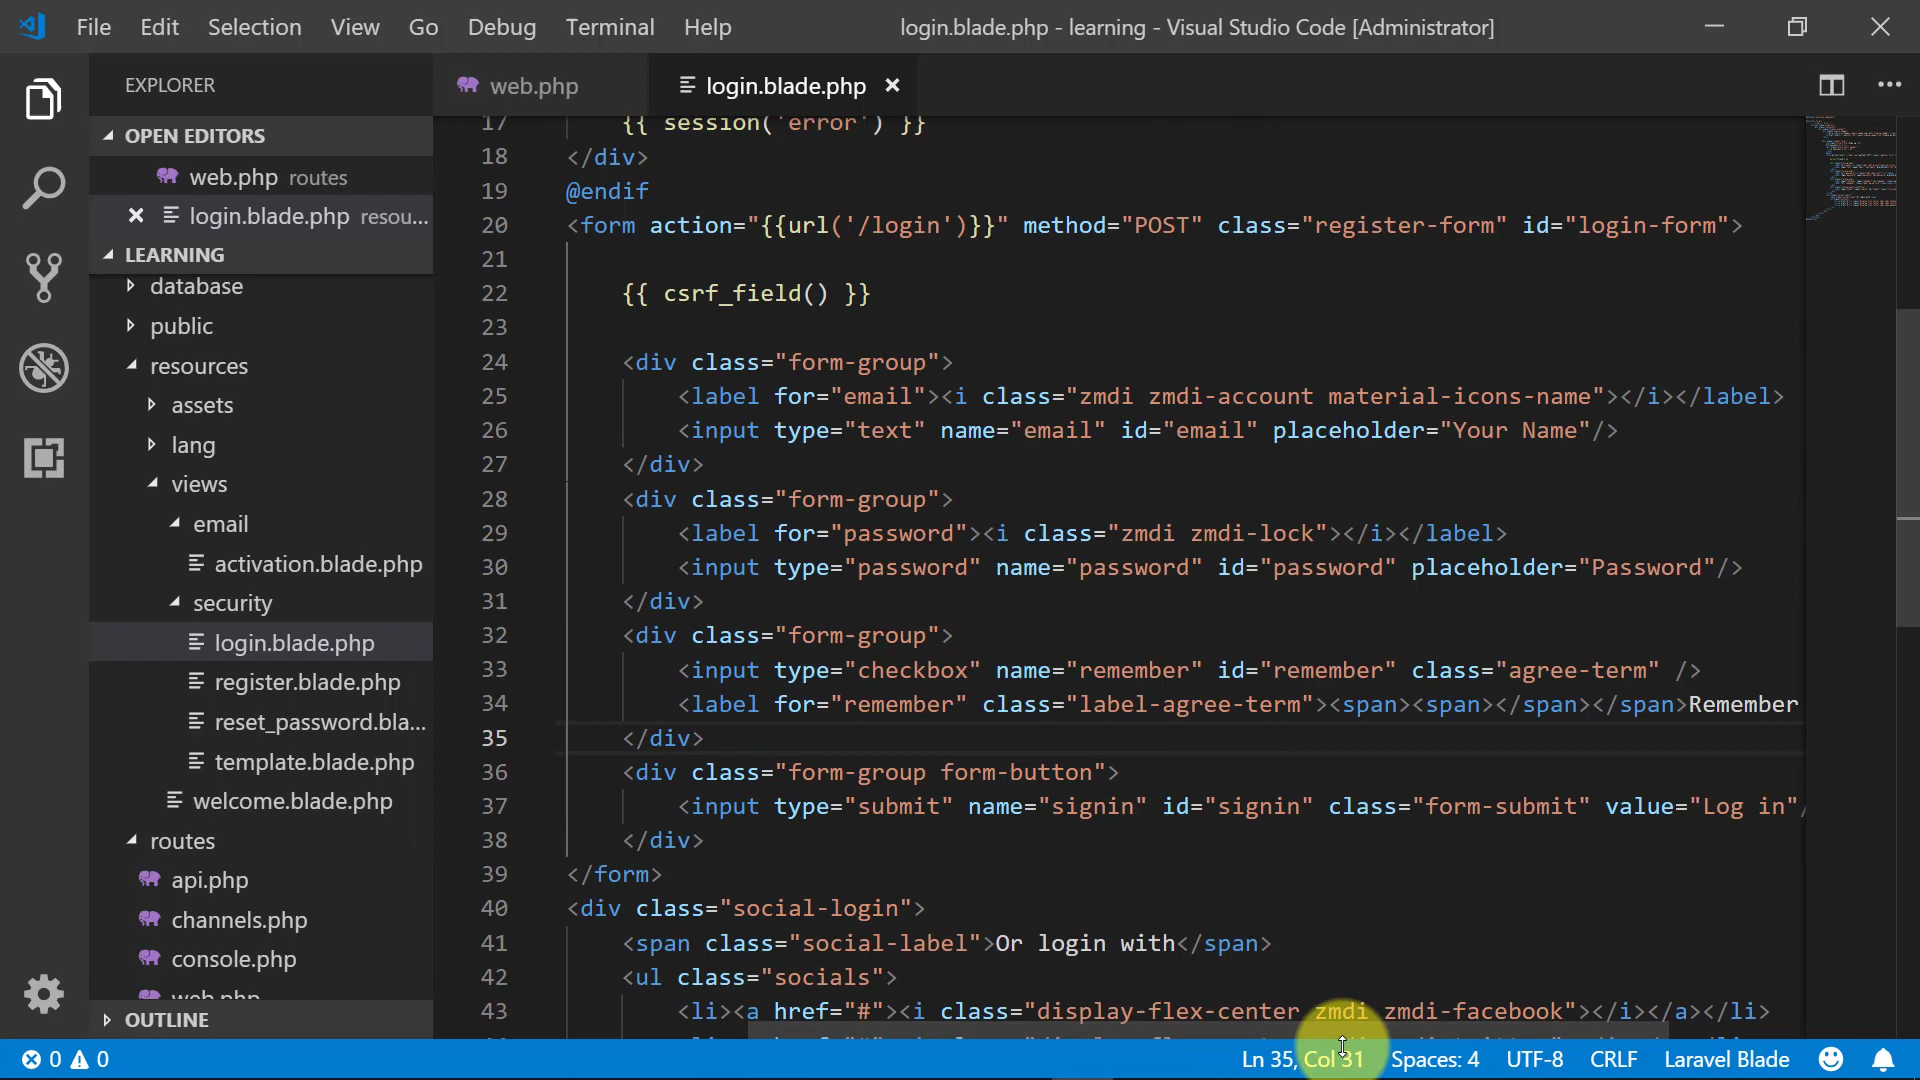 File Edit Selection View Go Debug Terminal Help login.blade.php - learning - Visual Studio Code [Administrator]
EXPLORER
OPEN EDITORS
web.php routes
login.blade.php resou...
LEARNING
database
public
resources
assets
lang
views
email
activation.blade.php
security
login.blade.php
register.blade.php
reset_password.bla...
template.blade.php
welcome.blade.php
routes
api.php
channels.php
console.php
web.php
OUTLINE
web.php login.blade.php
17 {{ session('error') }}
18 </div>
19 @endif
20 <form action="{{url('/login')}}" method="POST" class="register-form" id="login-form">
21
22 {{ csrf_field() }}
23
24 <div class="form-group">
25 <label for="email"><i class="zmdi zmdi-account material-icons-name"></i></label>
26 <input type="text" name="email" id="email" placeholder="Your Name"/>
27 </div>
28 <div class="form-group">
29 <label for="password"><i class="zmdi zmdi-lock"></i></label>
30 <input type="password" name="password" id="password" placeholder="Password"/>
31 </div>
32 <div class="form-group">
33 <input type="checkbox" name="remember" id="remember" class="agree-term" />
34 <label for="remember" class="label-agree-term"><span><span></span></span>Remember
35 </div>
36 <div class="form-group form-button">
37 <input type="submit" name="signin" id="signin" class="form-submit" value="Log in"/
38 </div>
39 </form>
40 <div class="social-login">
41 <span class="social-label">Or login with</span>
42 <ul class="socials">
43 <li><a href="#"><i class="display-flex-center zmdi zmdi-facebook"></i></a></li>
0 0 Ln 35, Col 31 Spaces: 4 UTF-8 CRLF Laravel Blade